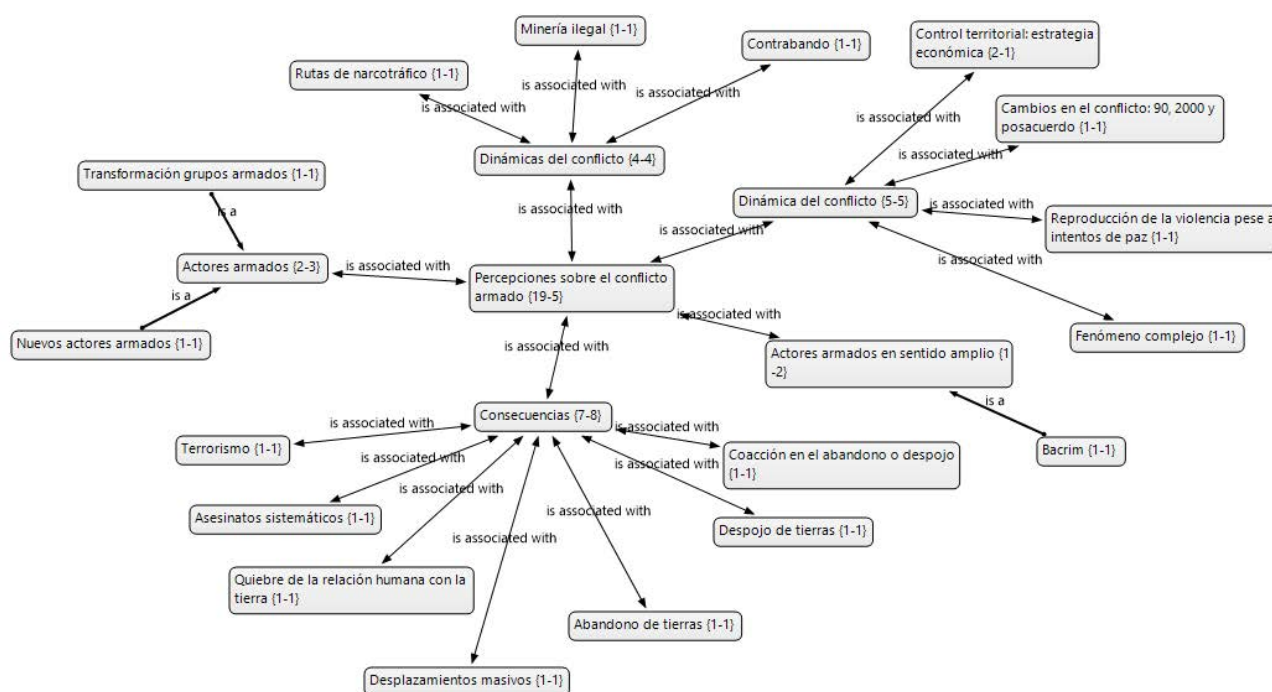 Minería ilegal {1-1}
Contrabando {1-1}
Control territorial: estrategia
económica {2-1}
Rutas de narcotráfico {1-1}
is associated with
is associated with
is associated with
is associated with
Cambios en el conflicto: 90, 2000 y
posacuerdo {1-1}
Dinámicas del conflicto {4-4}
is associated with
Transformación grupos armados {1-1}
Dinámica del conflicto {5-5}
is associated with
Reproducción de la violencia pese a
intentos de paz {1-1}
is a
is associated with
is associated with
is associated with
Actores armados {2-3}
is associated with
Percepciones sobre el conflicto
armado {19-5}
is a
is associated with
Nuevos actores armados {1-1}
is associated with
Fenómeno complejo {1-1}
Actores armados en sentido amplio {1
-2}
is a
Consecuencias {7-8}
is associated with
is associated with
Terrorismo {1-1}
is associated with
is associated with
Coacción en el abandono o despojo
{1-1}
Bacrim {1-1}
is associated with
Asesinatos sistemáticos {1-1}
is associated with
is associated with
Despojo de tierras {1-1}
Quiebre de la relación humana con la
tierra {1-1}
Abandono de tierras {1-1}
Desplazamientos masivos {1-1}